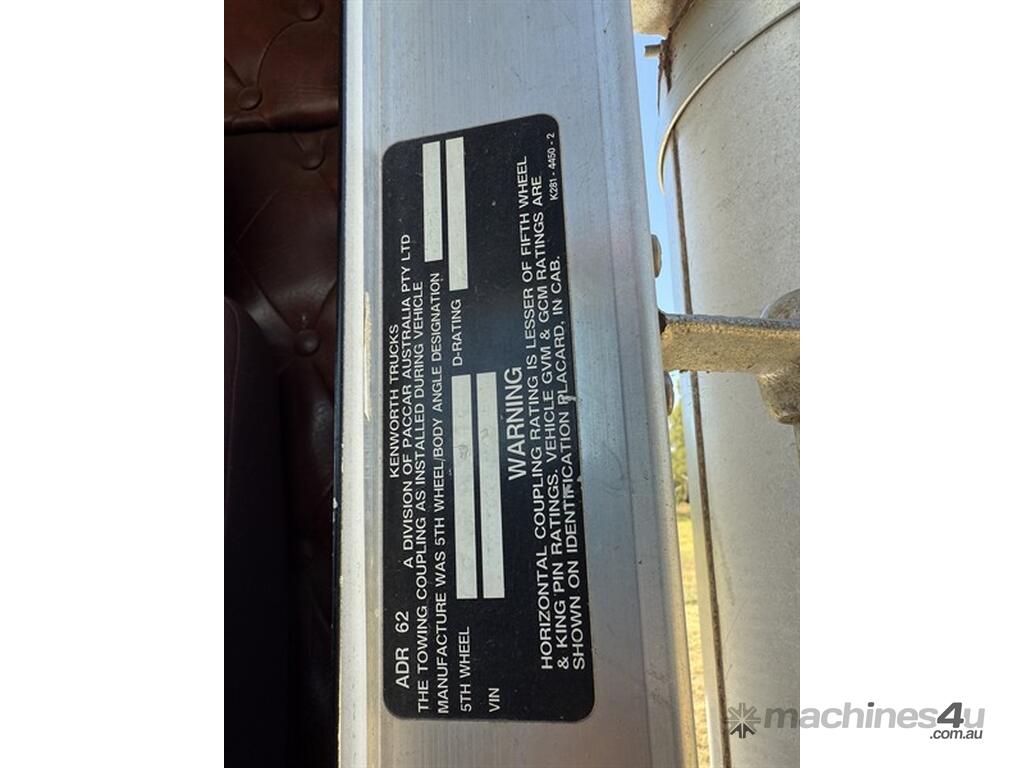 KENWORTH TRUCKS
ADR 62 A DIVISION OF PACCAR AUSTRALIA PTY LTD
THE TOWING COUPLING AS INSTALLED DURING VEHICLE
MANUFACTURE WAS 5TH WHEEL/BODY ANGLE DESIGNATION
5TH WHEEL D-RATING
VIN
WARNING
HORIZONTAL COUPLING RATING IS LESSER OF FIFTH WHEEL
& KING PIN RATINGS. VEHICLE GVM & GCM RATINGS ARE
SHOWN ON IDENTIFICATION PLACARD, IN CAB.
K281 - 4450 - 2
machines4u
.com.au